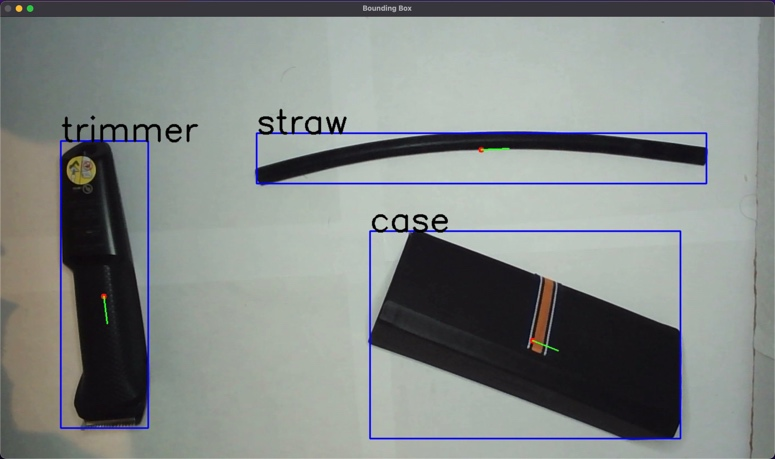 Bounding Box
straw
trimmer
case